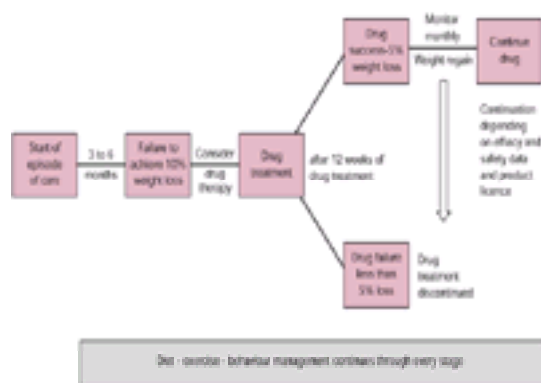 Start of
episode
of care
3 to 6
months
Failure to
achieve 10%
weight loss
Consider
drug
therapy
Drug
treatment
after 12 weeks of
drug treatment
Drug
success-5%
weight loss
Monitor
monthly
Weight regain
Continue
drug
Continuation
depending
on efficacy and
safety data
and product
licence
Drug failure
less than
5% loss
Drug
treatment
discontinued
Diet - exercise - behaviour management continues through every stage